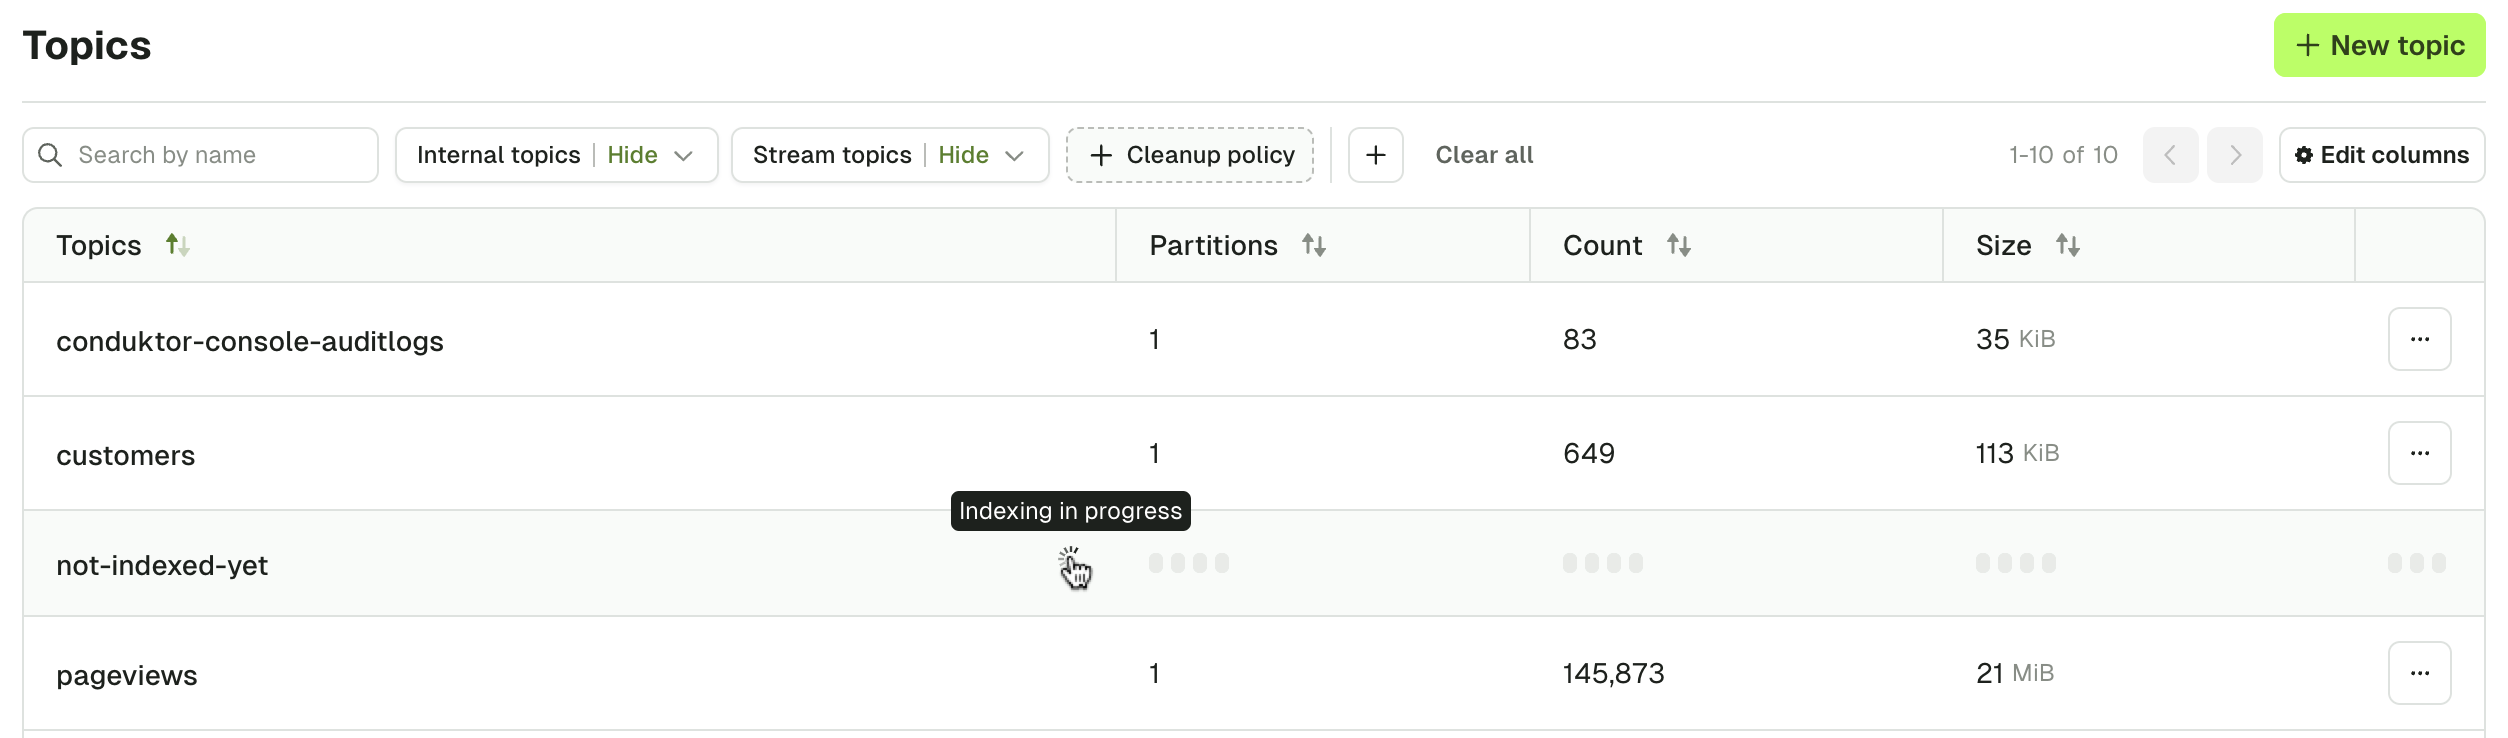 Topics
New topic
Search by name
Internal topics | Hide
Stream topics | Hide
Cleanup policy
Clear all
1-10 of 10
Edit columns
Topics Partitions Count Size
conduktor-console-auditlogs 1 83 35 KiB
customers 1 649 113 KiB
Indexing in progress
not-indexed-yet
pageviews 1 145,873 21 MiB